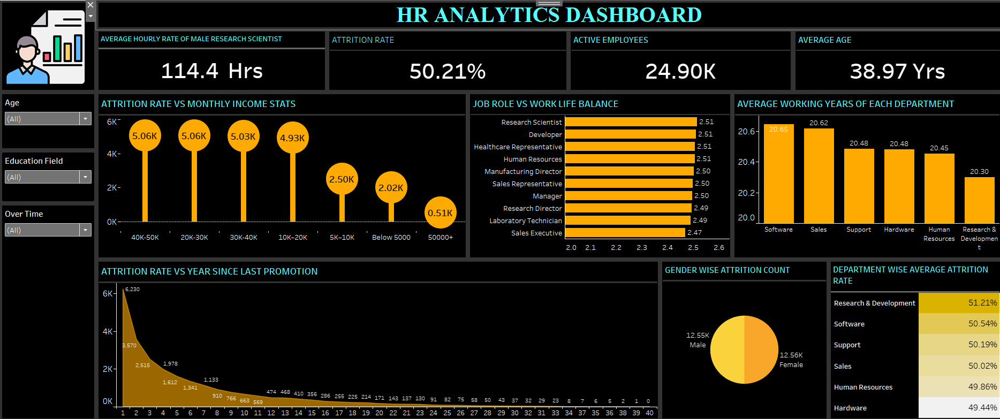 HR ANALYTICS DASHBOARD
AVERAGE HOURLY RATE OF MALE RESEARCH SCIENTIST
114.4 Hrs
ATTRITION RATE
50.21%
ACTIVE EMPLOYEES
24.90K
AVERAGE AGE
38.97 Yrs
Age
(All)
Education Field
(All)
Over Time
(All)
ATTRITION RATE VS MONTHLY INCOME STATS
6K
4K
2K
0K
5.06K
5.06K
5.03K
4.93K
2.50K
2.02K
0.51K
40K-50K
20K-30K
30K-40K
10K–20K
5K–10K
Below 5000
50000+
JOB ROLE VS WORK LIFE BALANCE
Research Scientist 2.51
Developer 2.51
Healthcare Representative 2.51
Human Resources 2.51
Manufacturing Director 2.50
Sales Representative 2.50
Manager 2.50
Research Director 2.49
Laboratory Technician 2.49
Sales Executive 2.47
2.0 2.1 2.2 2.3 2.4 2.5 2.6
AVERAGE WORKING YEARS OF EACH DEPARTMENT
20.6
20.4
20.2
20.0
20.65
20.62
20.48
20.48
20.45
20.30
Software
Sales
Support
Hardware
Human
Resources
Research &
Developmen
t
ATTRITION RATE VS YEAR SINCE LAST PROMOTION
6K
4K
2K
0K
6,230
3,570
2,515
1,978
1,612
1,341
1,133
910
766
663
569
474 468 410 356 286 255 225 214 171 143 137 130 91 82 75 58 50 43 37 32 29 23 8 7 6 5 2 1 0
1 2 3 4 5 6 7 8 9 10 11 12 13 14 15 16 17 18 19 20 22 21 23 24 25 26 27 28 29 30 32 31 33 34 37 35 36 38 39 40
GENDER WISE ATTRITION COUNT
12.55K
Male
12.56K
Female
DEPARTMENT WISE AVERAGE ATTRITION
RATE
Research & Development 51.21%
Software 50.54%
Support 50.19%
Sales 50.02%
Human Resources 49.86%
Hardware 49.44%